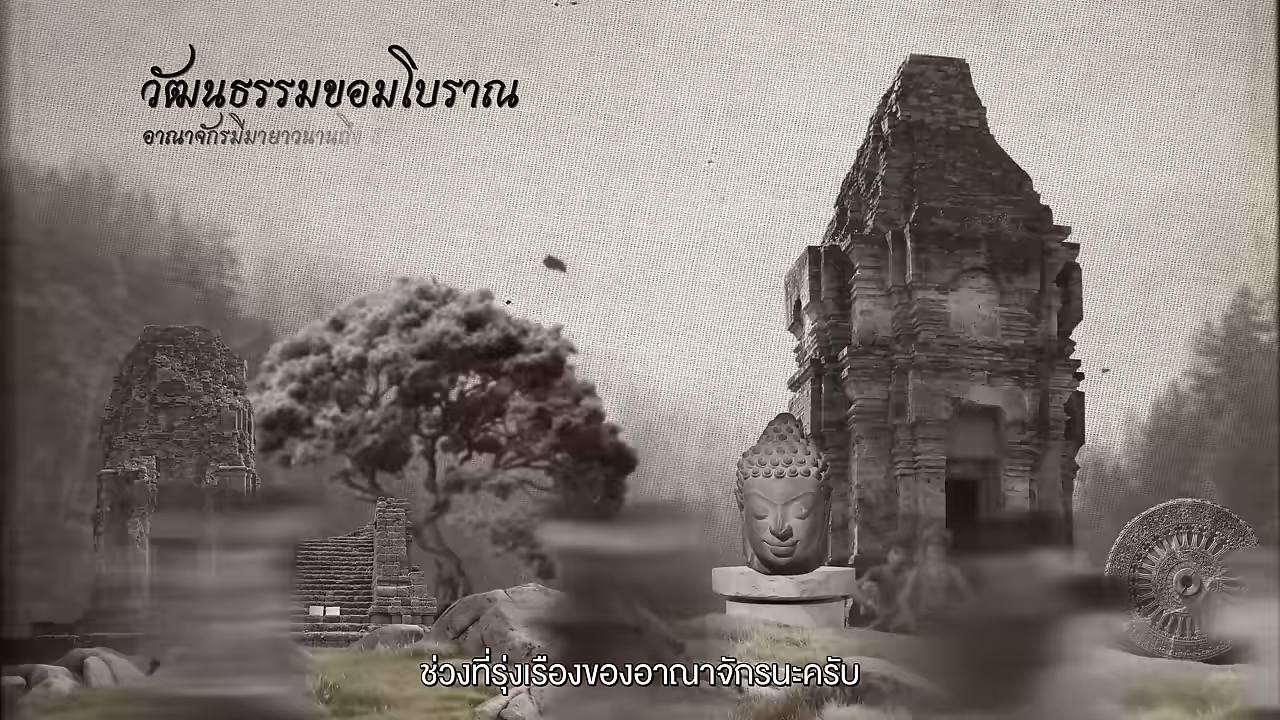 วัฒนธรรมขอมโบราณ
อาณาจักรมีมายาวนานถึง
ช่วงที่รุ่งเรืองของอาณาจักรนะครับ